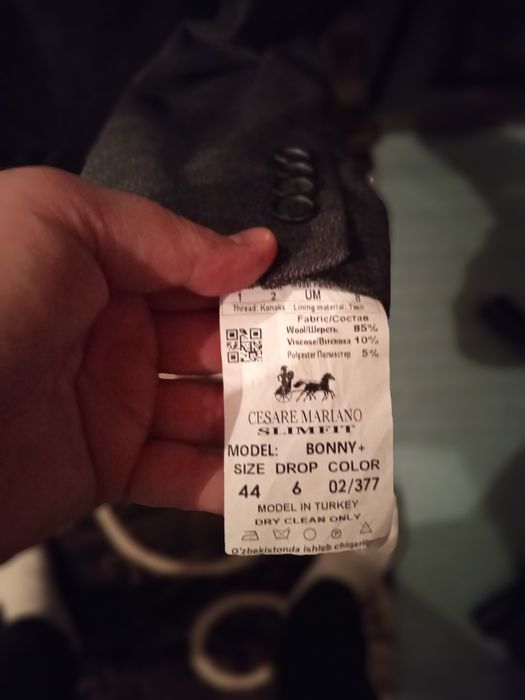 1 2 UM 8
Thread: Kanaks Lining material: Twill
Fabric/Состав
Wool/Шерсть 85%
Viscose/Вискоза 10%
Polyester Полиэстер 5%
CESARE MARIANO
SLIMFIT
MODEL: BONNY+
SIZE DROP COLOR
44 6 02/377
MODEL IN TURKEY
DRY CLEAN ONLY
O'zbekistonda ishlab